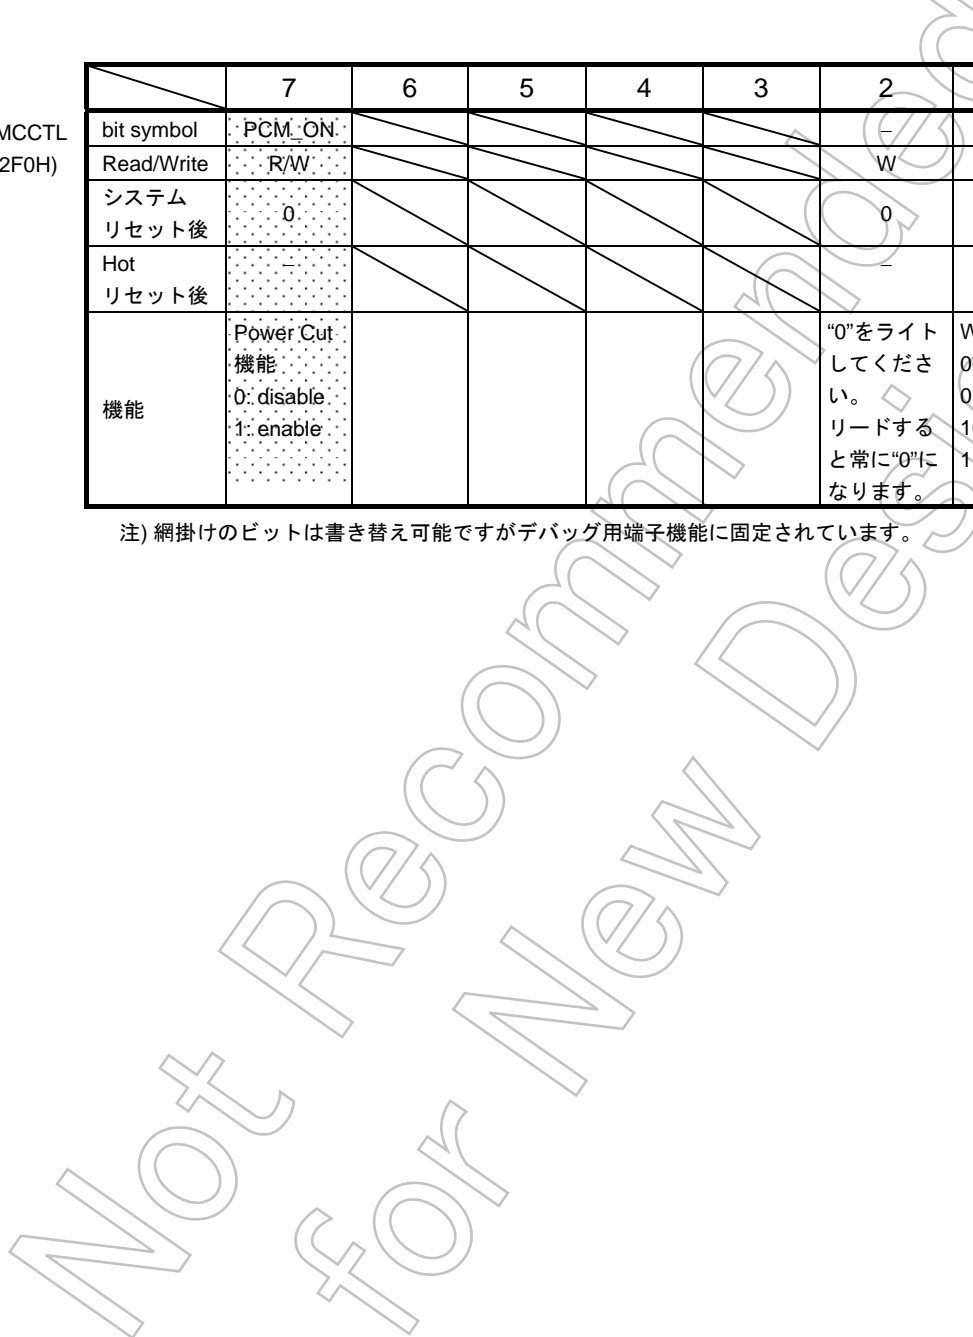 7 6 5 4 3 2
MCCTL bit symbol PCM_ON –
2F0H) Read/Write R/W W
システム
リセット後 0 0
Hot
リセット後 – –
機能
Power Cut
機能
0: disable
1: enable
“0”をライト
してくださ
い。
リードする
と常に“0”に
なります。
W
0
0
1
1
注) 網掛けのビットは書き替え可能ですがデバッグ用端子機能に固定されています。
Not Recommended
for New Desi